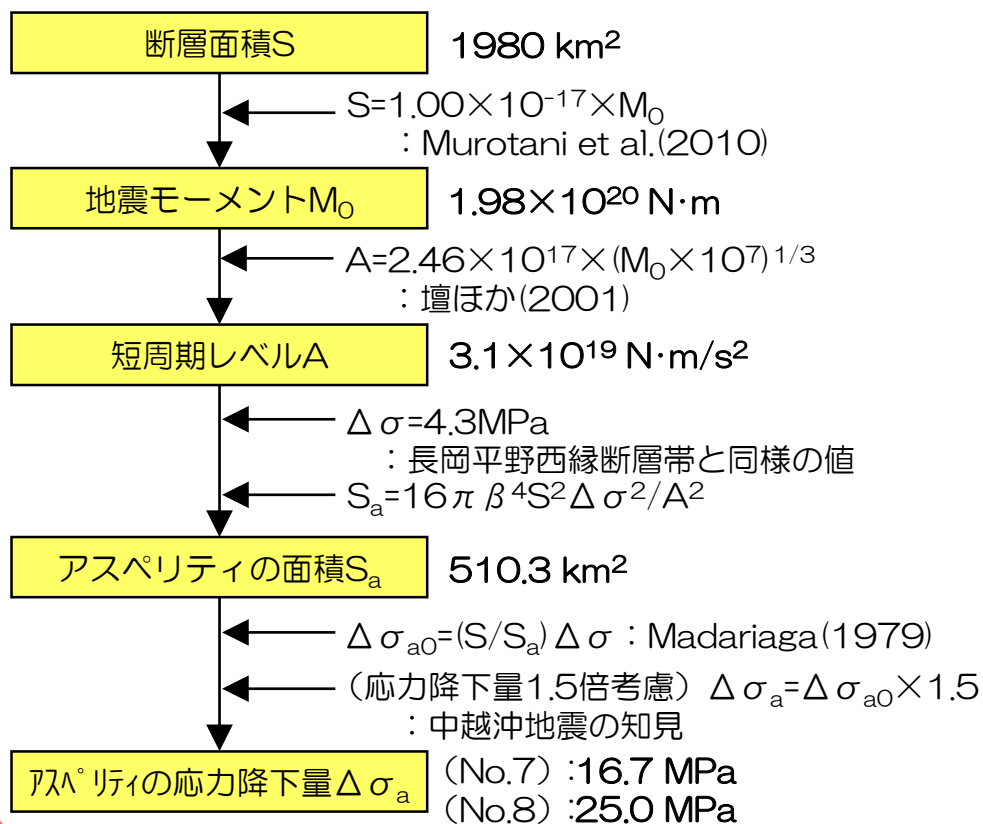 断層面積S 1980 km²
S=1.00×10⁻¹⁷×M₀
：Murotani et al.(2010)
地震モーメントM₀ 1.98×10²⁰ N·m
A=2.46×10¹⁷×(M₀×10⁷)¹ᐟ³
：壇ほか(2001)
短周期レベルA 3.1×10¹⁹ N·m/s²
Δσ=4.3MPa
：長岡平野西縁断層帯と同様の値
Sₐ=16πβ⁴S²Δσ²/A²
アスペリティの面積Sₐ 510.3 km²
Δσₐ₀=(S/Sₐ)Δσ：Madariaga(1979)
（応力降下量1.5倍考慮）Δσₐ=Δσₐ₀×1.5
：中越沖地震の知見
ｱｽﾍﾟﾘﾃｨの応力降下量Δσₐ （No.7）:16.7 MPa
（No.8）:25.0 MPa